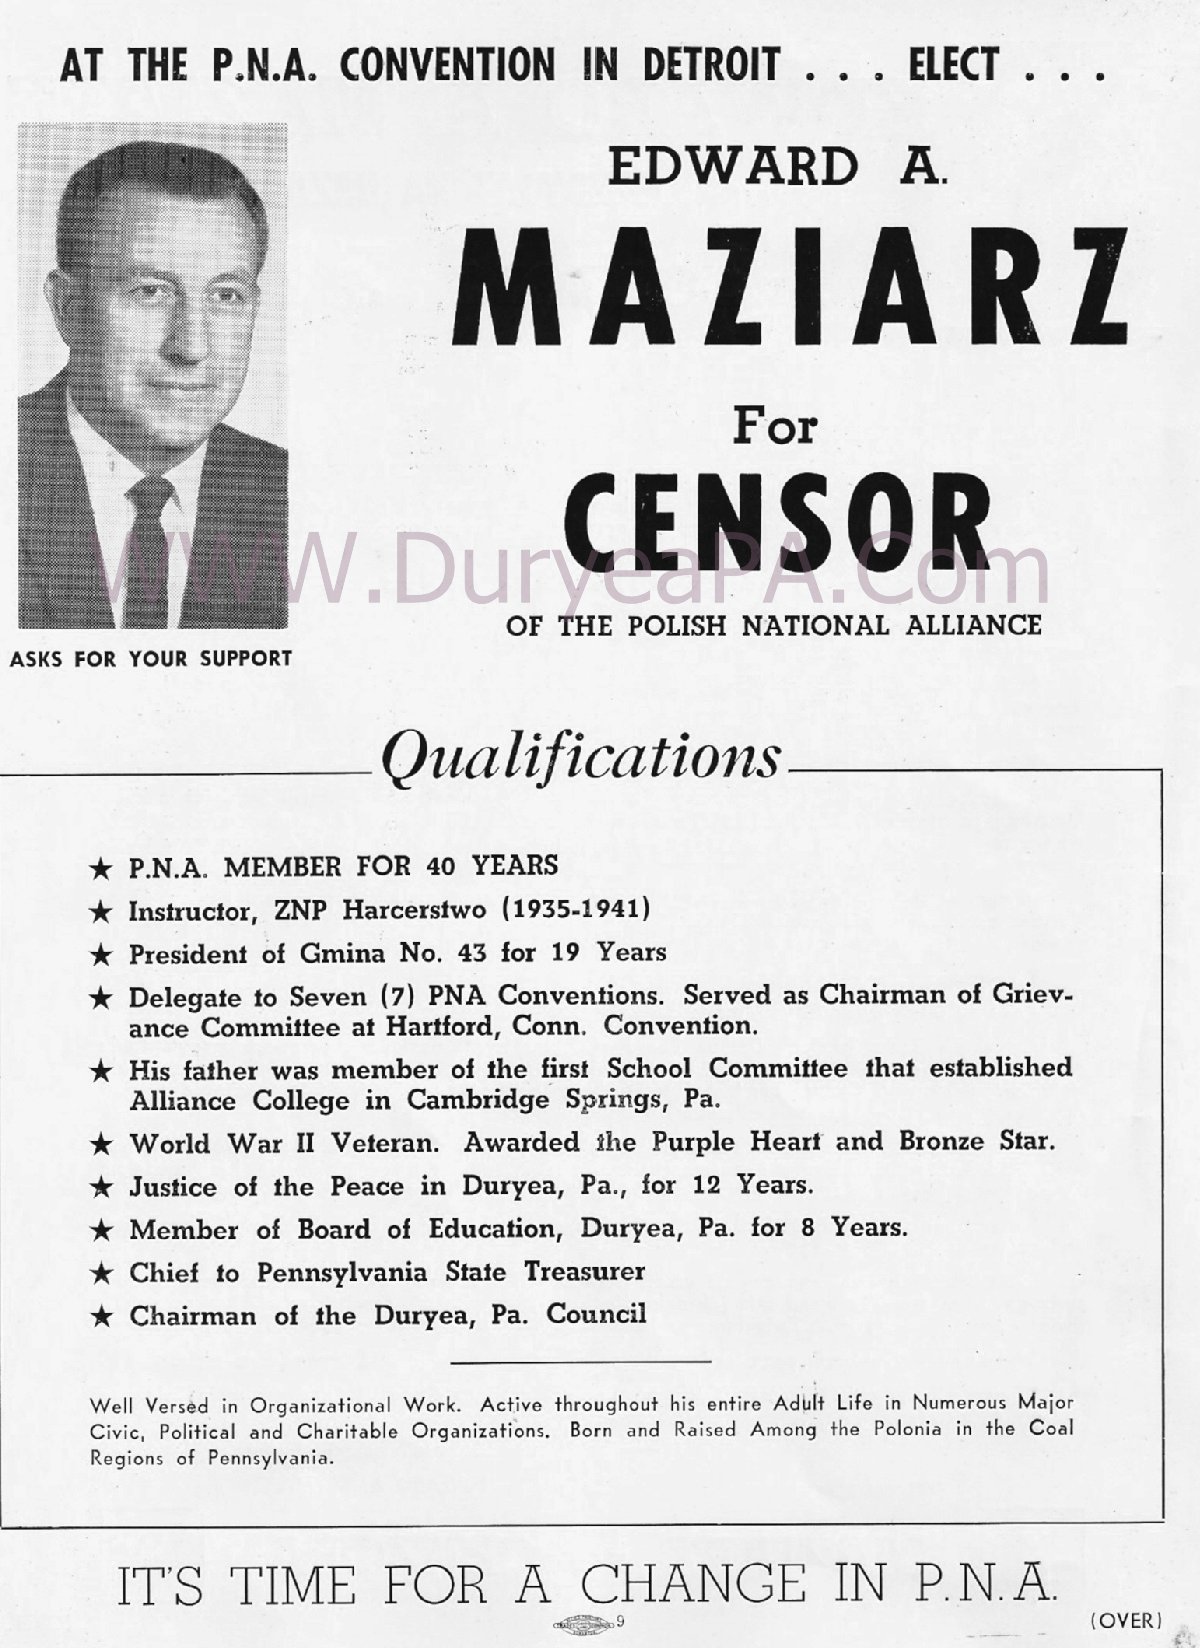 AT THE P.N.A. CONVENTION IN DETROIT . . . ELECT . . .
EDWARD A.
MAZIARZ
For
CENSOR
WWW.DuryeaPA.Com
OF THE POLISH NATIONAL ALLIANCE
ASKS FOR YOUR SUPPORT
Qualifications
★ P.N.A. MEMBER FOR 40 YEARS
★ Instructor, ZNP Harcerstwo (1935-1941)
★ President of Gmina No. 43 for 19 Years
★ Delegate to Seven (7) PNA Conventions. Served as Chairman of Griev-
ance Committee at Hartford, Conn. Convention.
★ His father was member of the first School Committee that established
Alliance College in Cambridge Springs, Pa.
★ World War II Veteran. Awarded the Purple Heart and Bronze Star.
★ Justice of the Peace in Duryea, Pa., for 12 Years.
★ Member of Board of Education, Duryea, Pa. for 8 Years.
★ Chief to Pennsylvania State Treasurer
★ Chairman of the Duryea, Pa. Council
Well Versed in Organizational Work. Active throughout his entire Adult Life in Numerous Major
Civic, Political and Charitable Organizations. Born and Raised Among the Polonia in the Coal
Regions of Pennsylvania.
IT'S TIME FOR A CHANGE IN P.N.A.
9
(OVER)